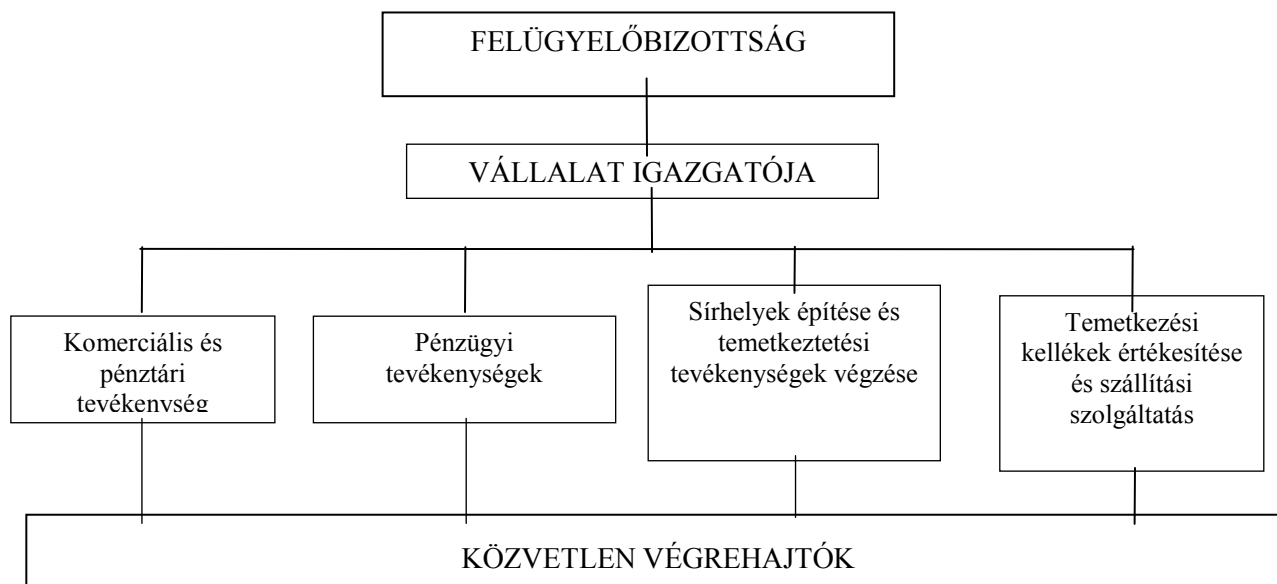 FELÜGYELŐBIZOTTSÁG
VÁLLALAT IGAZGATÓJA
Komerciális és
pénztári
tevékenység
Pénzügyi
tevékenységek
Sírhelyek építése és
temetkeztetési
tevékenységek végzése
Temetkezési
kellékek értékesítése
és szállítási
szolgáltatás
KÖZVETLEN VÉGREHAJTÓK